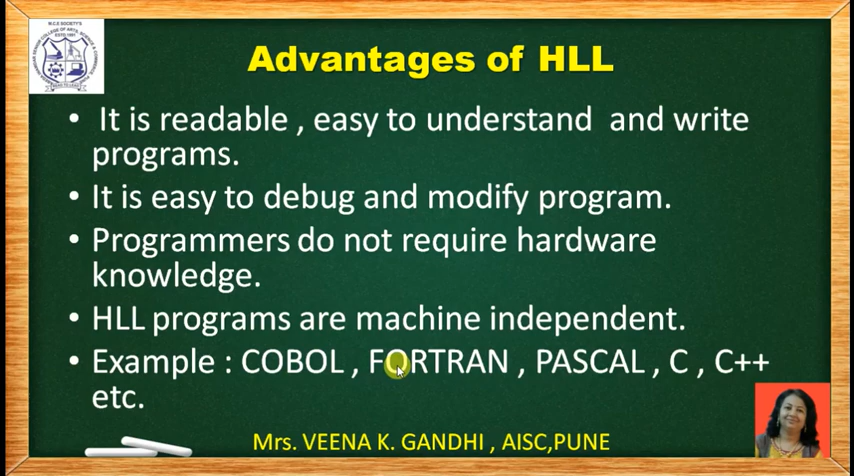 Advantages of HLL
• It is readable , easy to understand and write
programs.
• It is easy to debug and modify program.
• Programmers do not require hardware
knowledge.
• HLL programs are machine independent.
• Example : COBOL , FORTRAN , PASCAL , C , C++
etc.
Mrs. VEENA K. GANDHI , AISC,PUNE